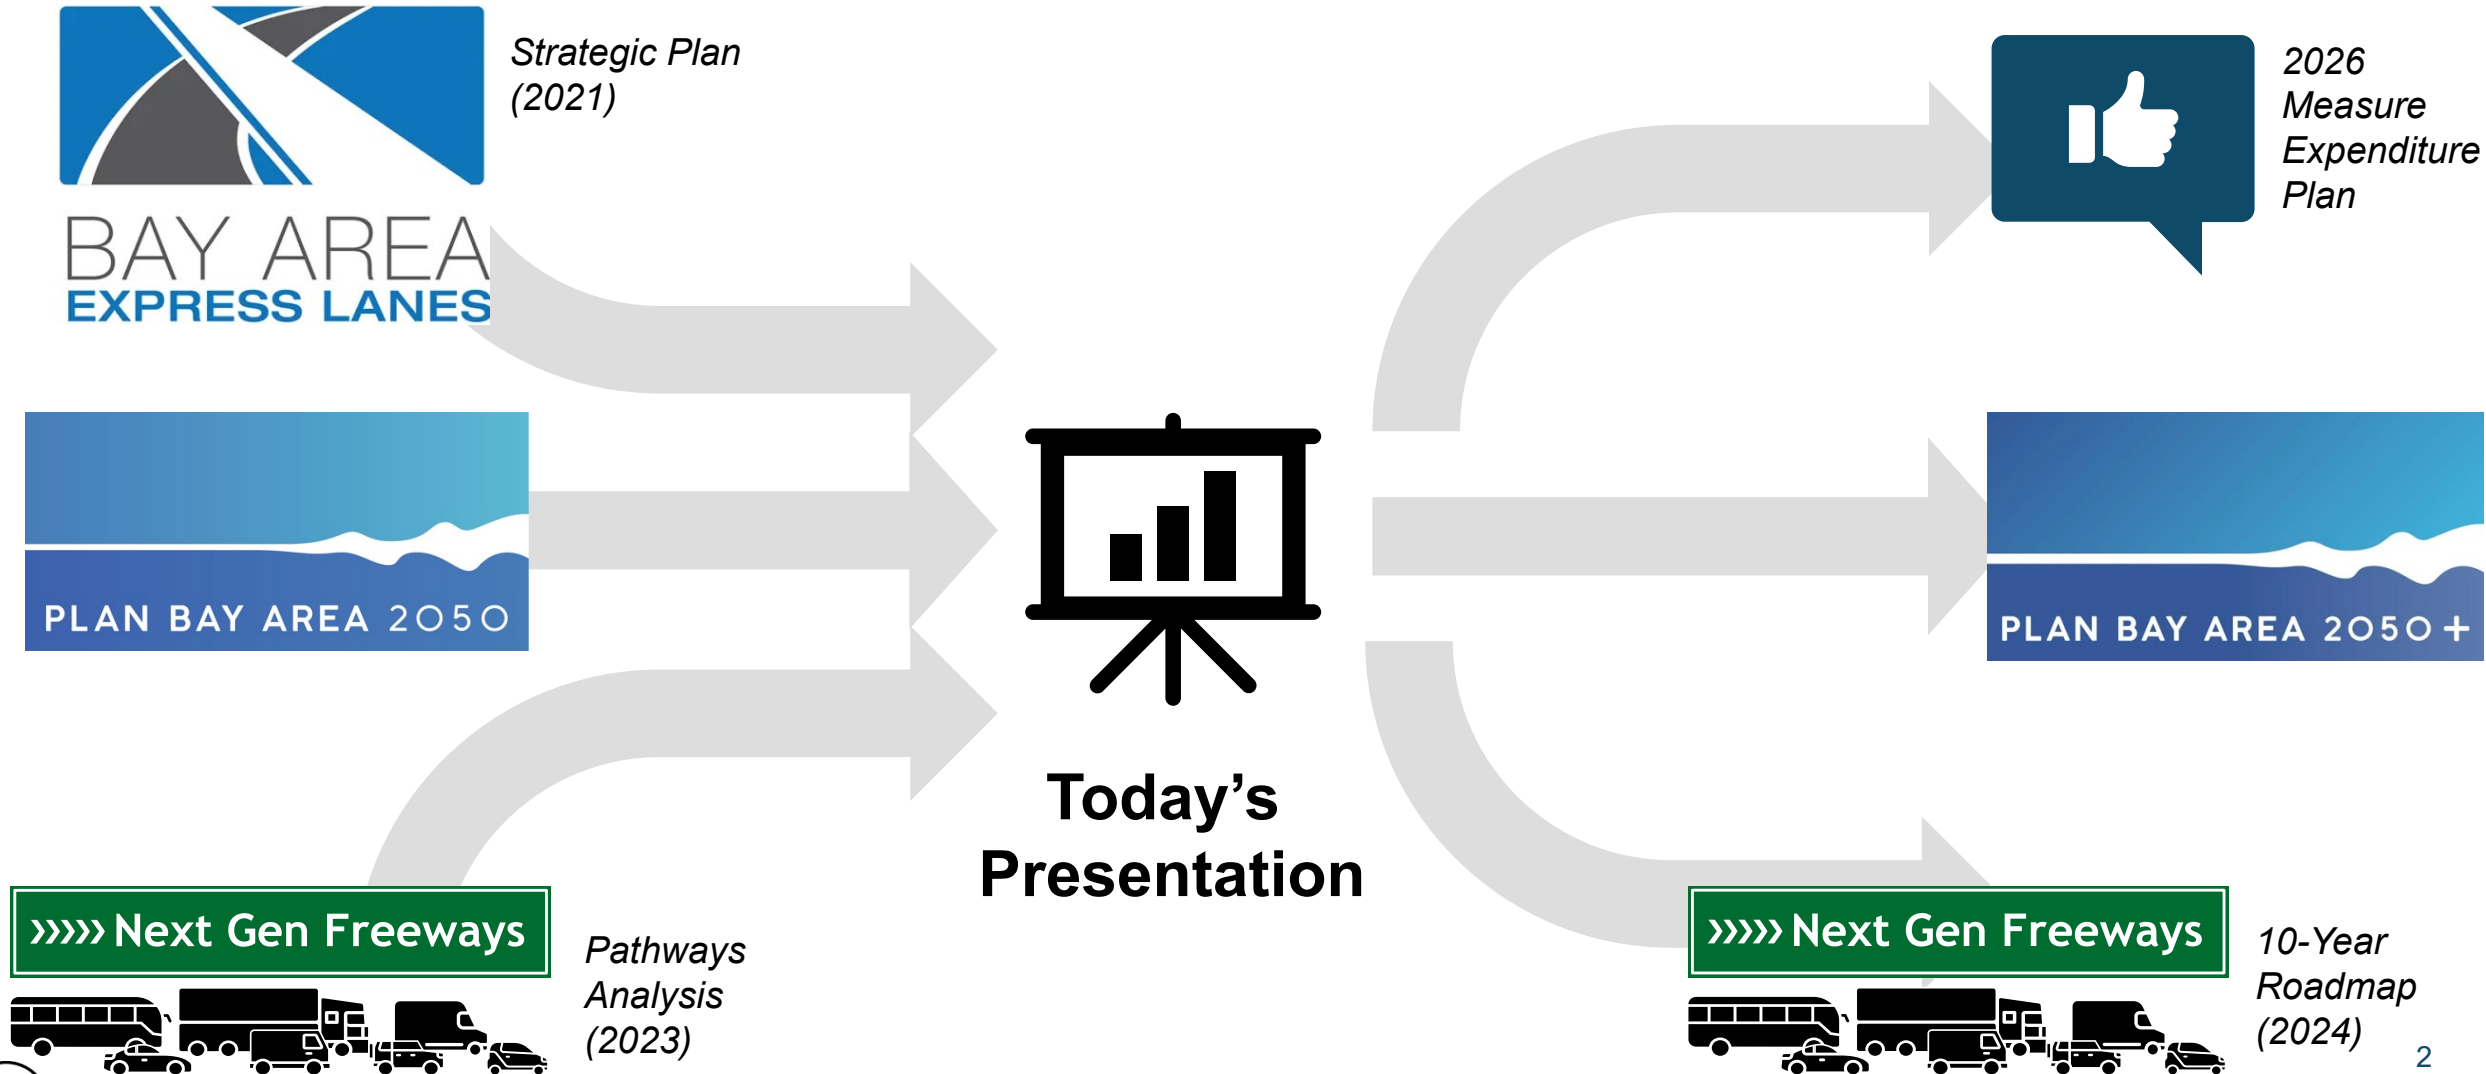 Strategic Plan
(2021)
BAY AREA
EXPRESS LANES
PLAN BAY AREA 2050
>>>>> Next Gen Freeways
Pathways
Analysis
(2023)
Today’s
Presentation
2026
Measure
Expenditure
Plan
PLAN BAY AREA 2050+
>>>>> Next Gen Freeways
10-Year
Roadmap
(2024)
2